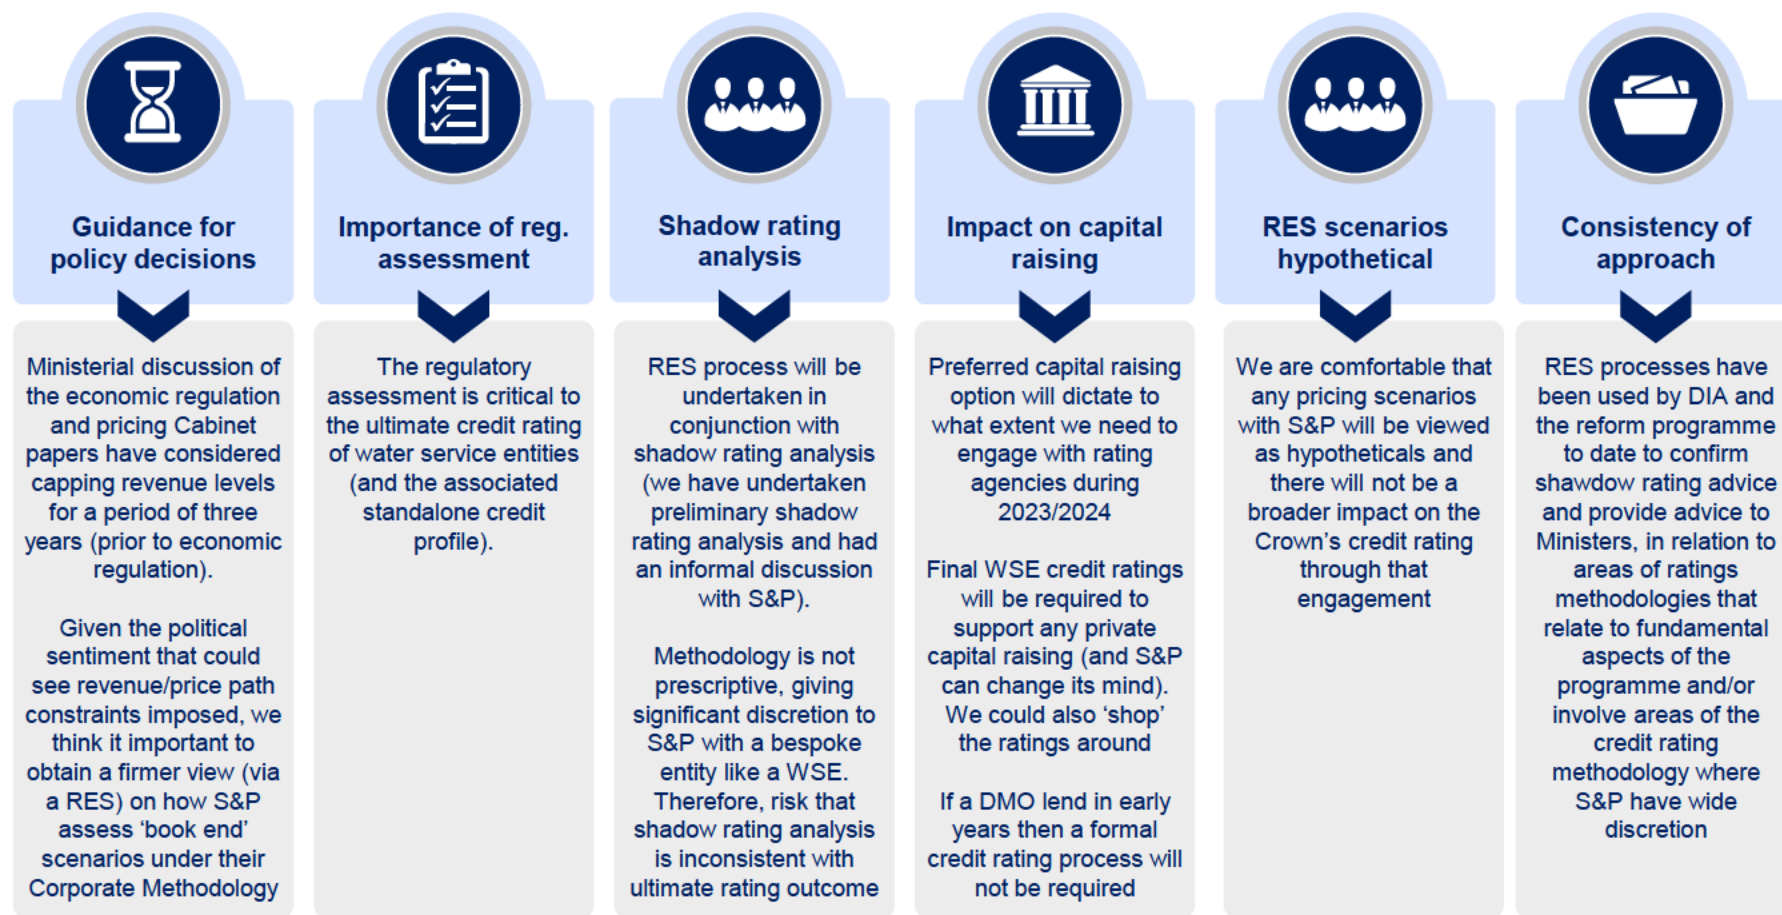 Guidance for
policy decisions
Ministerial discussion of
the economic regulation
and pricing Cabinet
papers have considered
capping revenue levels
for a period of three
years (prior to economic
regulation).
Given the political
sentiment that could
see revenue/price path
constraints imposed, we
think it important to
obtain a firmer view (via
a RES) on how S&P
assess ‘book end’
scenarios under their
Corporate Methodology
Importance of reg.
assessment
The regulatory
assessment is critical to
the ultimate credit rating
of water service entities
(and the associated
standalone credit
profile).
Shadow rating
analysis
RES process will be
undertaken in
conjunction with
shadow rating analysis
(we have undertaken
preliminary shadow
rating analysis and had
an informal discussion
with S&P).
Methodology is not
prescriptive, giving
significant discretion to
S&P with a bespoke
entity like a WSE.
Therefore, risk that
shadow rating analysis
is inconsistent with
ultimate rating outcome
Impact on capital
raising
Preferred capital raising
option will dictate to
what extent we need to
engage with rating
agencies during
2023/2024
Final WSE credit ratings
will be required to
support any private
capital raising (and S&P
can change its mind).
We could also ‘shop’
the ratings around
If a DMO lend in early
years then a formal
credit rating process will
not be required
RES scenarios
hypothetical
We are comfortable that
any pricing scenarios
with S&P will be viewed
as hypotheticals and
there will not be a
broader impact on the
Crown’s credit rating
through that
engagement
Consistency of
approach
RES processes have
been used by DIA and
the reform programme
to date to confirm
shawdow rating advice
and provide advice to
Ministers, in relation to
areas of ratings
methodologies that
relate to fundamental
aspects of the
programme and/or
involve areas of the
credit rating
methodology where
S&P have wide
discretion